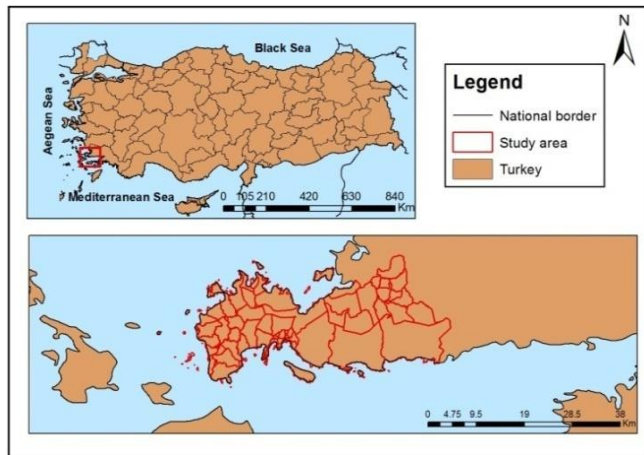 Black Sea
Aegean Sea
Mediterranean Sea
0 105 210 420 630 840
Km
N
Legend
National border
Study area
Turkey
0 4.75 9.5 19 28.5 38
Km